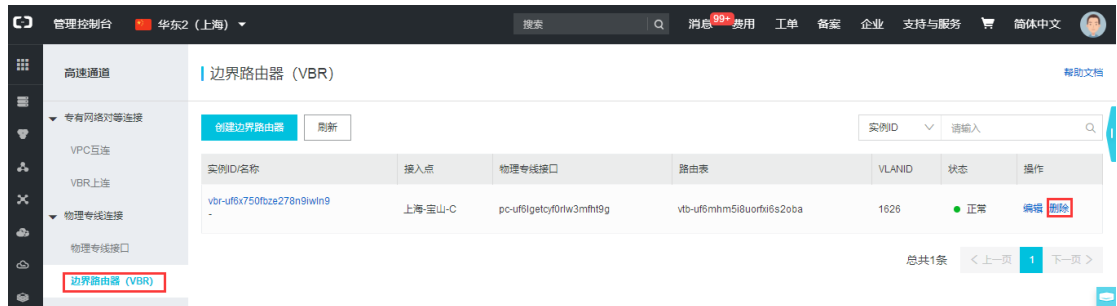 管理控制台 华东2（上海） 搜索 消息 99+ 费用 工单 备案 企业 支持与服务 简体中文
高速通道
边界路由器（VBR）
帮助文档
专有网络对等连接
VPC互连
VBR上连
物理专线连接
物理专线接口
边界路由器（VBR）
创建边界路由器 刷新 实例ID 请输入
实例ID/名称 接入点 物理专线接口 路由表 VLANID 状态 操作
vbr-uf6x750fbze278n9iwln9 上海-宝山-C pc-uf6lgetcyf0rlw3mfht9g vtb-uf6mhm5i8uorfxi6s2oba 1626 正常 编辑 删除
-
总共1条 < 上一页 1 下一页 >